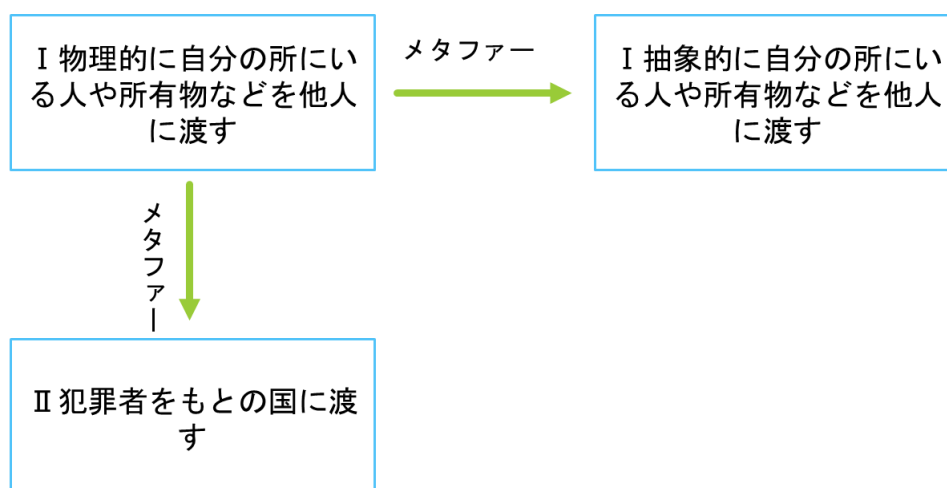 Ⅰ物理的に自分の所にい
る人や所有物などを他人
に渡す
メタファー
Ⅰ抽象的に自分の所にい
る人や所有物などを他人
に渡す
メタファー
Ⅱ犯罪者をもとの国に渡
す